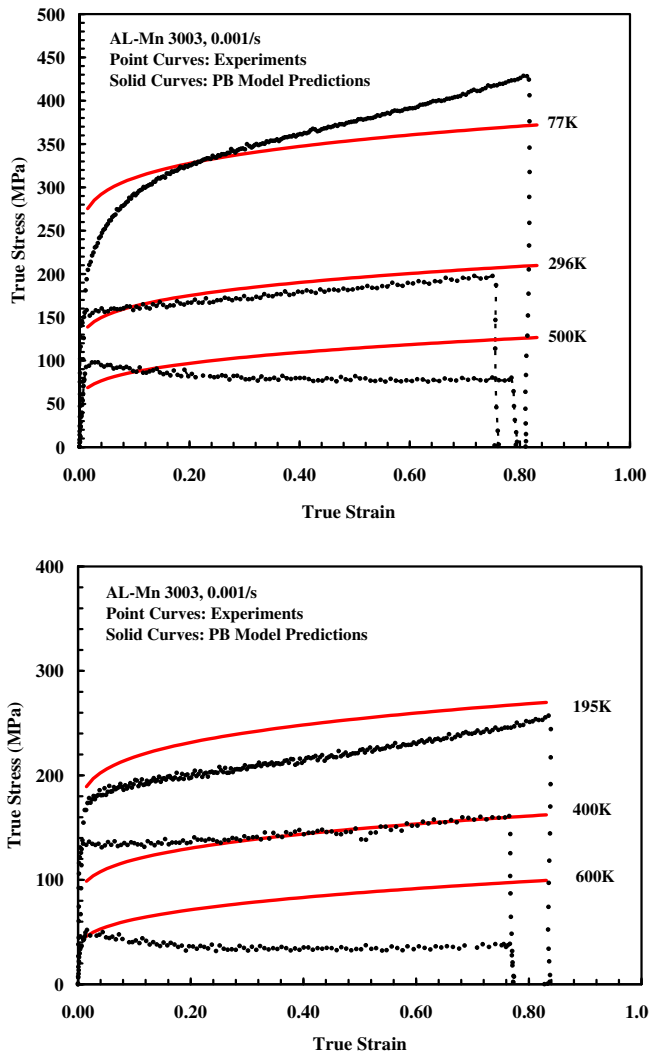 500
AL-Mn 3003, 0.001/s
450
Point Curves: Experiments
Solid Curves: PB Model Predictions
400
77K
350
300
250
True Stress (MPa)
296K
200
150
500K
100
50
0
0.00 0.20 0.40 0.60 0.80 1.00
True Strain
400
AL-Mn 3003, 0.001/s
Point Curves: Experiments
Solid Curves: PB Model Predictions
300
195K
True Stress (MPa)
200
400K
100
600K
0
0.00 0.20 0.40 0.60 0.80 1.0
True Strain